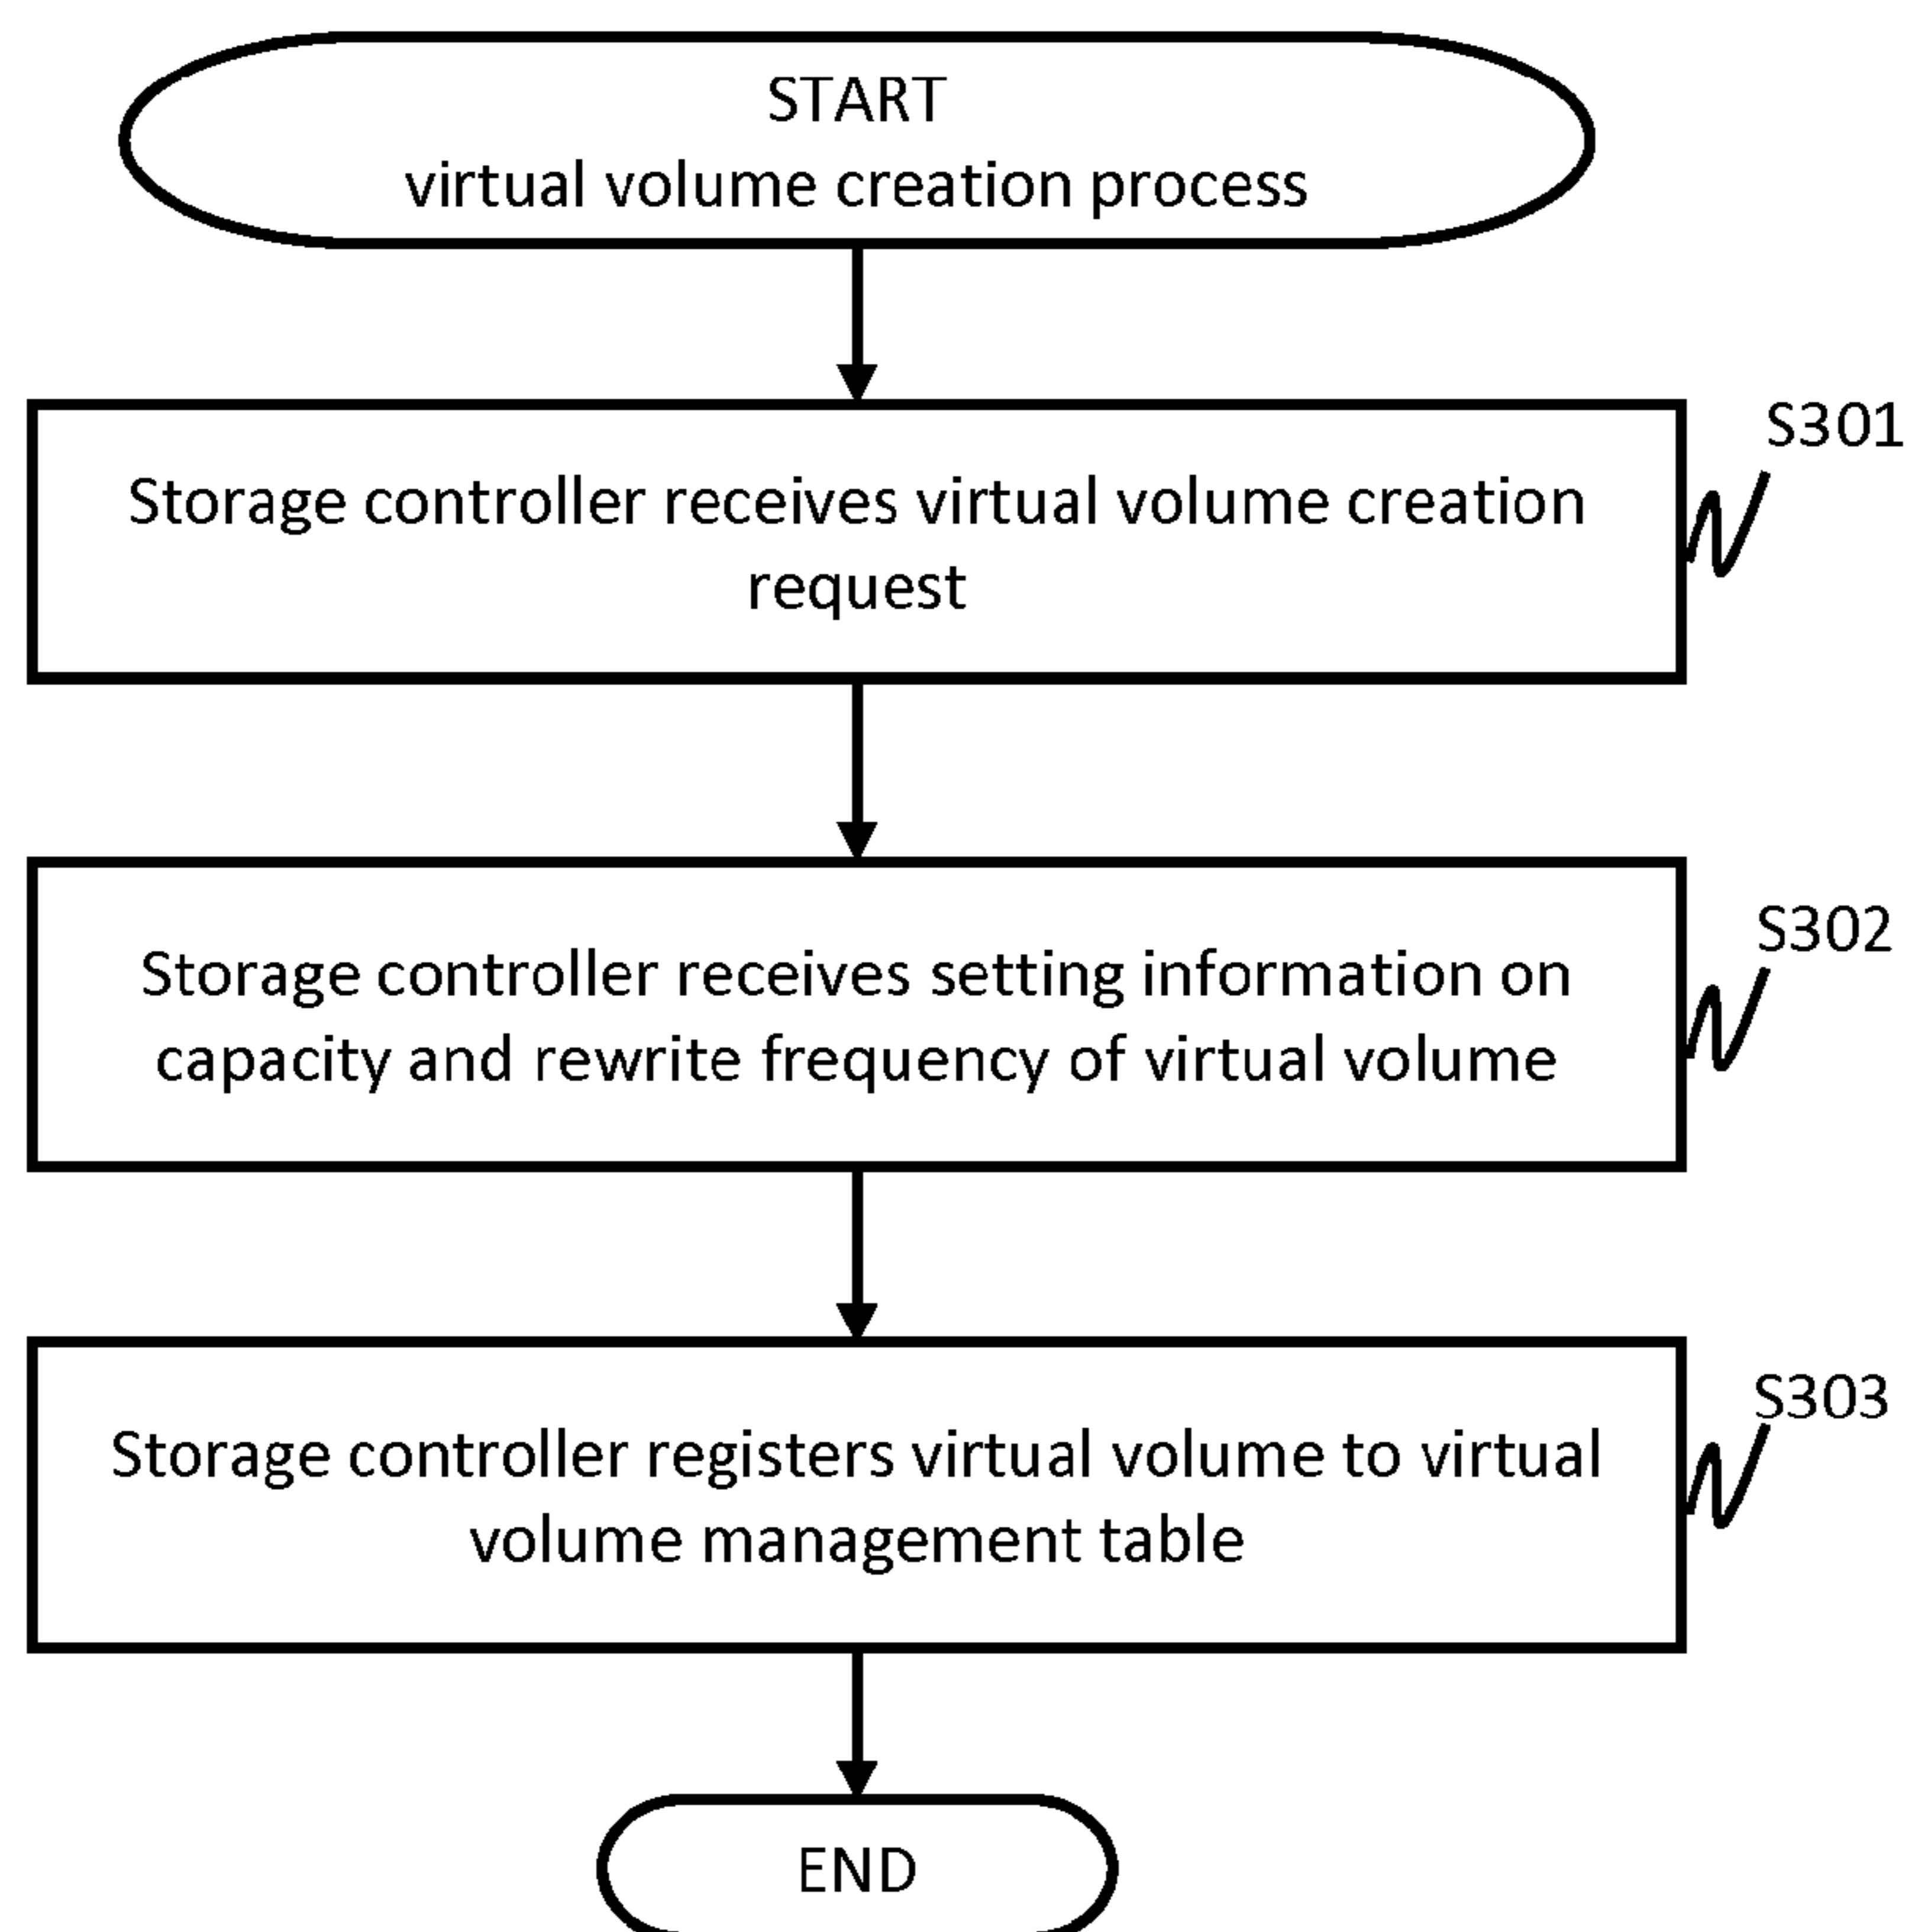 START
virtual volume creation process
S301
Storage controller receives virtual volume creation
request
S302
Storage controller receives setting information on
capacity and rewrite frequency of virtual volume
S303
Storage controller registers virtual volume to virtual
volume management table
END